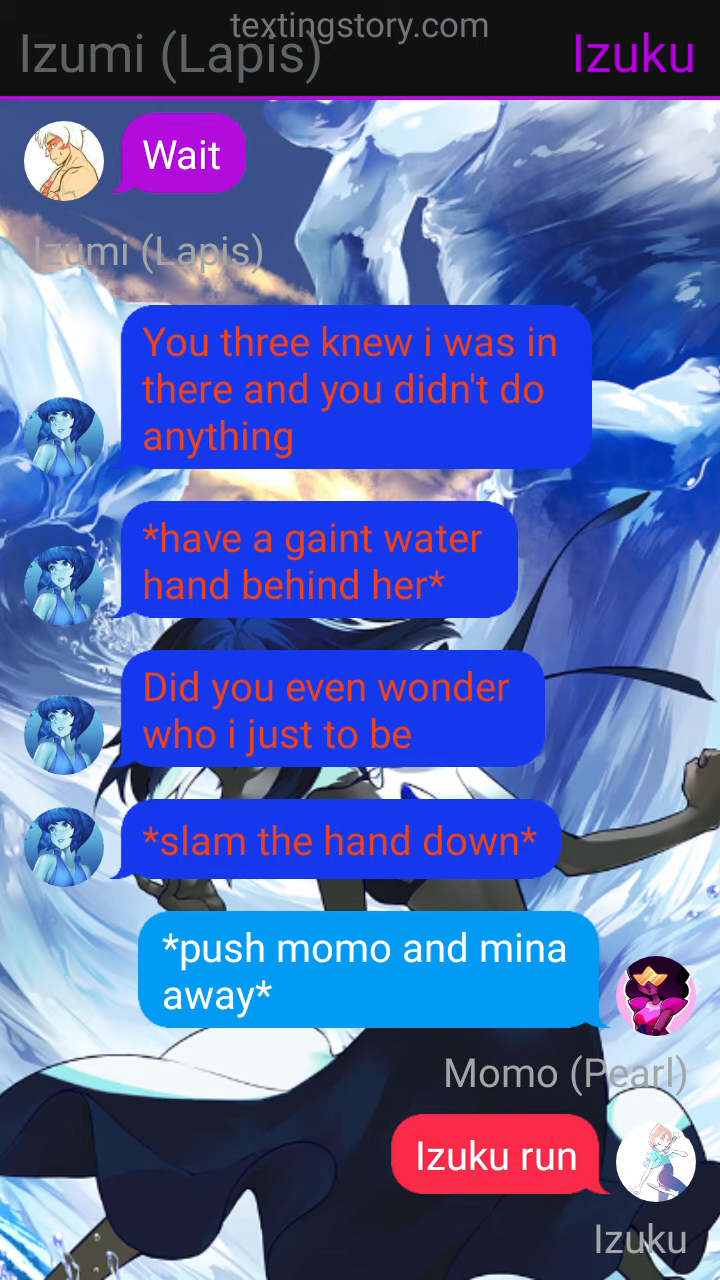 textingstory.com
Izumi (Lapis)
Izuku
Wait
Izumi (Lapis)
You three knew i was in
there and you didn't do
anything
*have a gaint water
hand behind her*
Did you even wonder
who i just to be
*slam the hand down*
*push momo and mina
away*
Momo (Pearl)
Izuku run
Izuku